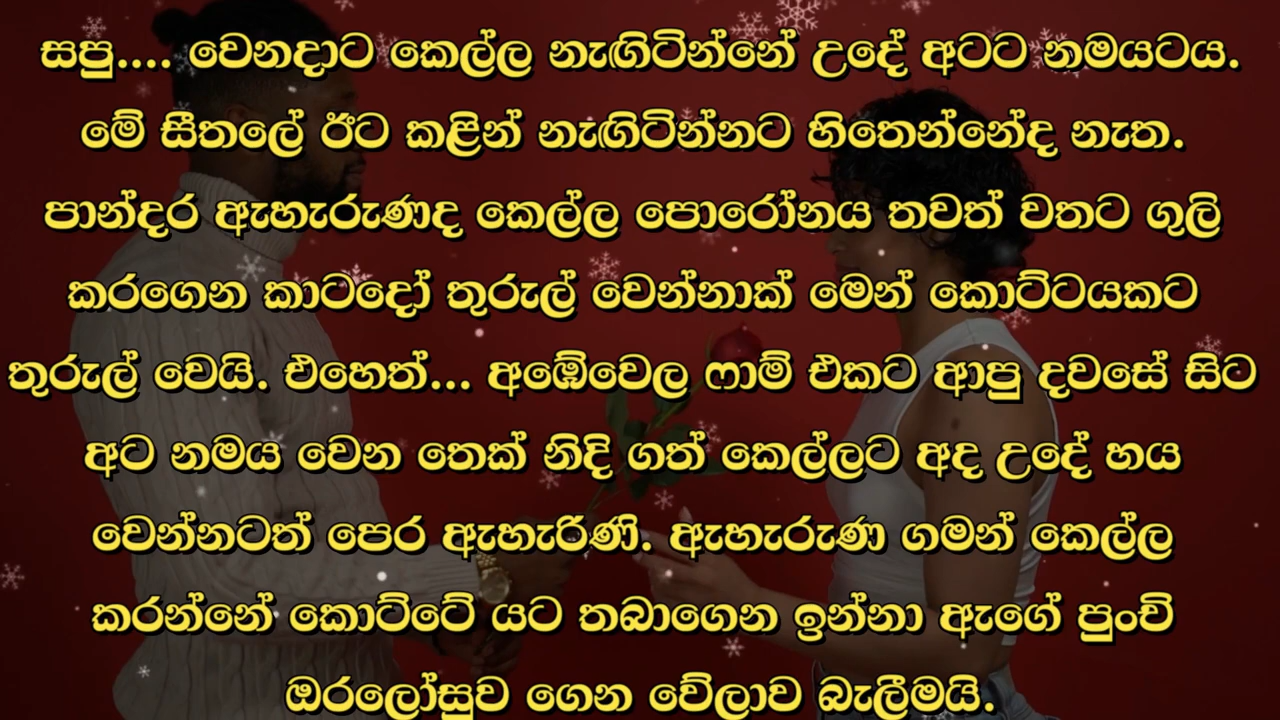 සපු.... වෙනදාට කෙල්ල නැඟිටින්නේ උදේ අටට නමයටය.
මේ සීතලේ ඊට කළින් නැඟිටින්නට හිතෙන්නේද නැත.
පාන්දර ඇහැරුණද කෙල්ල පොරෝනය තවත් වතට ගුලි
කරගෙන කාටදෝ තුරුල් වෙන්නාක් මෙන් කොට්ටයකට
තුරුල් වෙයි. එහෙත්... අඹේවෙල ෆාම් එකට ආපු දවසේ සිට
අට නමය වෙන තෙක් නිදි ගත් කෙල්ලට අද උදේ හය
වෙන්නටත් පෙර ඇහැරිණි. ඇහැරුණ ගමන් කෙල්ල
කරන්නේ කොට්ටේ යට තබාගෙන ඉන්නා ඇගේ පුංචි
ඔරලෝසුව ගෙන වේලාව බැලීමයි.